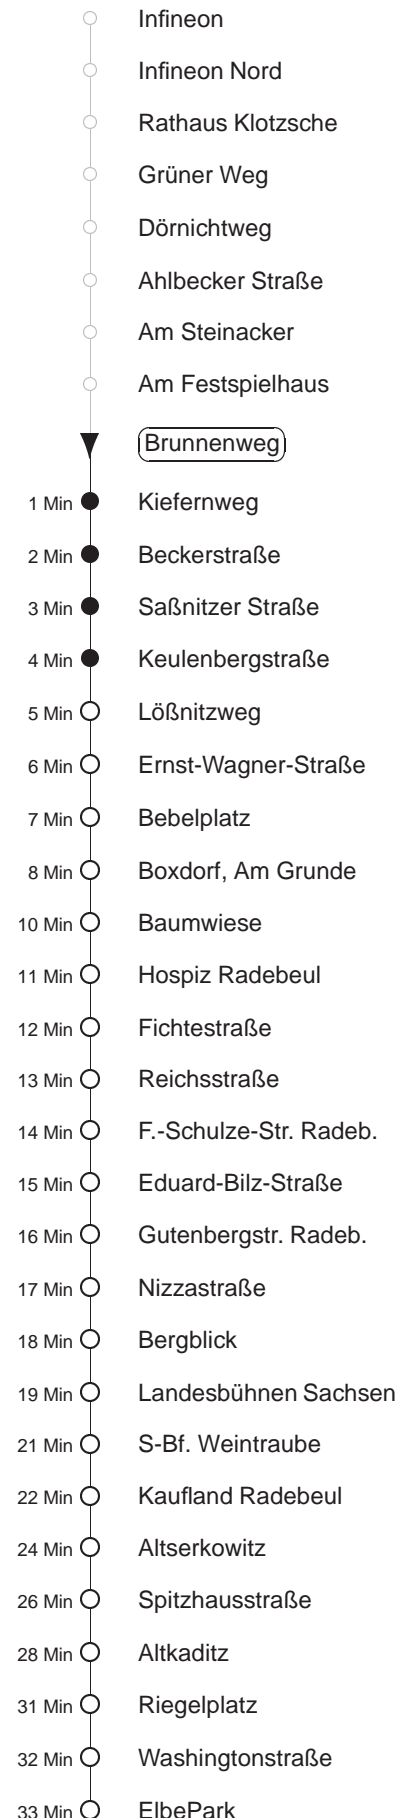 Infineon
Infineon Nord
Rathaus Klotzsche
Grüner Weg
Dörnichtweg
Ahlbecker Straße
Am Steinacker
Am Festspielhaus
Brunnenweg
1 Min Kiefernweg
2 Min Beckerstraße
3 Min Saßnitzer Straße
4 Min Keulenbergstraße
5 Min Lößnitzweg
6 Min Ernst-Wagner-Straße
7 Min Bebelplatz
8 Min Boxdorf, Am Grunde
10 Min Baumwiese
11 Min Hospiz Radebeul
12 Min Fichtestraße
13 Min Reichsstraße
14 Min F.-Schulze-Str. Radeb.
15 Min Eduard-Bilz-Straße
16 Min Gutenbergstr. Radeb.
17 Min Nizzastraße
18 Min Bergblick
19 Min Landesbühnen Sachsen
21 Min S-Bf. Weintraube
22 Min Kaufland Radebeul
24 Min Altserkowitz
26 Min Spitzhausstraße
28 Min Altkaditz
31 Min Riegelplatz
32 Min Washingtonstraße
33 Min ElbePark